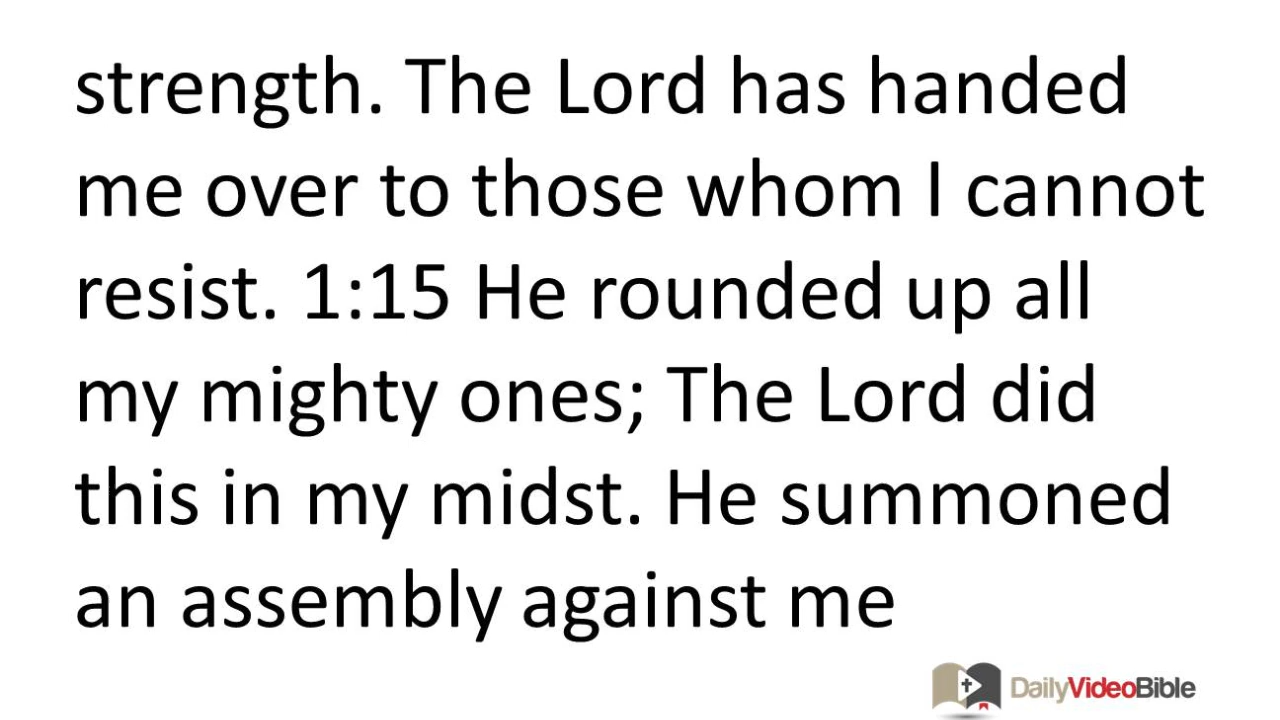 strength. The Lord has handed
me over to those whom I cannot
resist. 1:15 He rounded up all
my mighty ones; The Lord did
this in my midst. He summoned
an assembly against me
DailyVideoBible